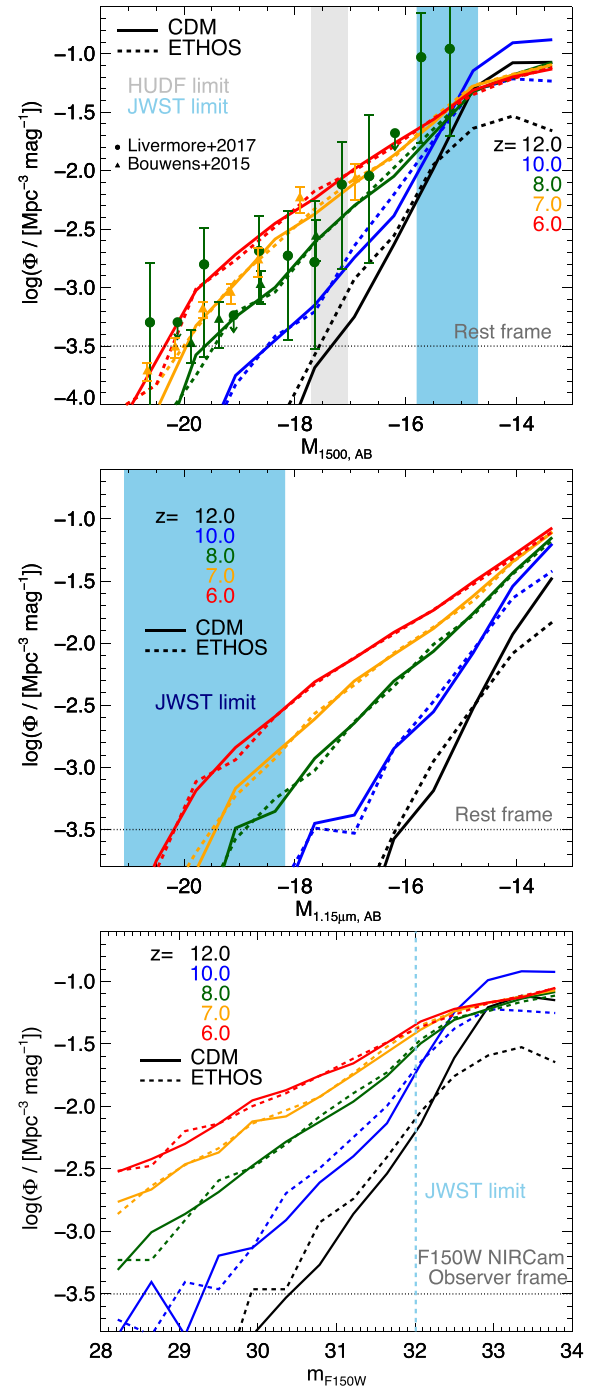 CDM
ETHOS
HUDF limit
JWST limit
Livermore+2017
Bouwens+2015
z= 12.0
10.0
8.0
7.0
6.0
Rest frame
log(Φ / [Mpc⁻³ mag⁻¹])
−1.0
−1.5
−2.0
−2.5
−3.0
−3.5
−4.0
−20 −18 −16 −14
M1500, AB
z= 12.0
10.0
8.0
7.0
6.0
CDM
ETHOS
JWST limit
Rest frame
log(Φ / [Mpc⁻³ mag⁻¹])
−1.0
−1.5
−2.0
−2.5
−3.0
−3.5
−20 −18 −16 −14
M1.15μm, AB
z= 12.0
10.0
8.0
7.0
6.0
CDM
ETHOS
JWST limit
F150W NIRCam
Observer frame
log(Φ / [Mpc⁻³ mag⁻¹])
−1.0
−1.5
−2.0
−2.5
−3.0
−3.5
28 29 30 31 32 33 34
mF150W